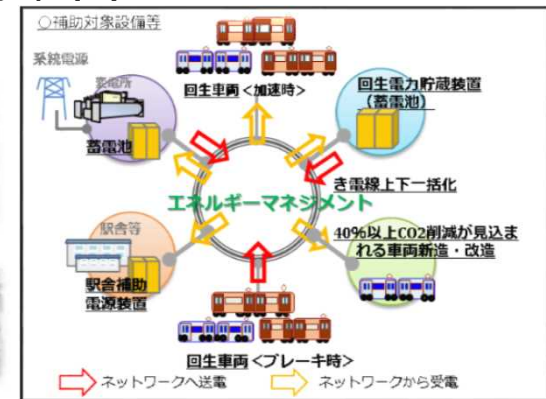 ○補助対象設備等
系統電源
変電所
蓄電池
回生車両<加速時>
回生電力貯蔵装置
（蓄電池）
き電線上下一括化
エネルギーマネジメント
駅舎等
駅舎補助
電源装置
40%以上CO2削減が見込ま
れる車両新造・改造
回生車両<ブレーキ時>
ネットワークへ送電
ネットワークから受電